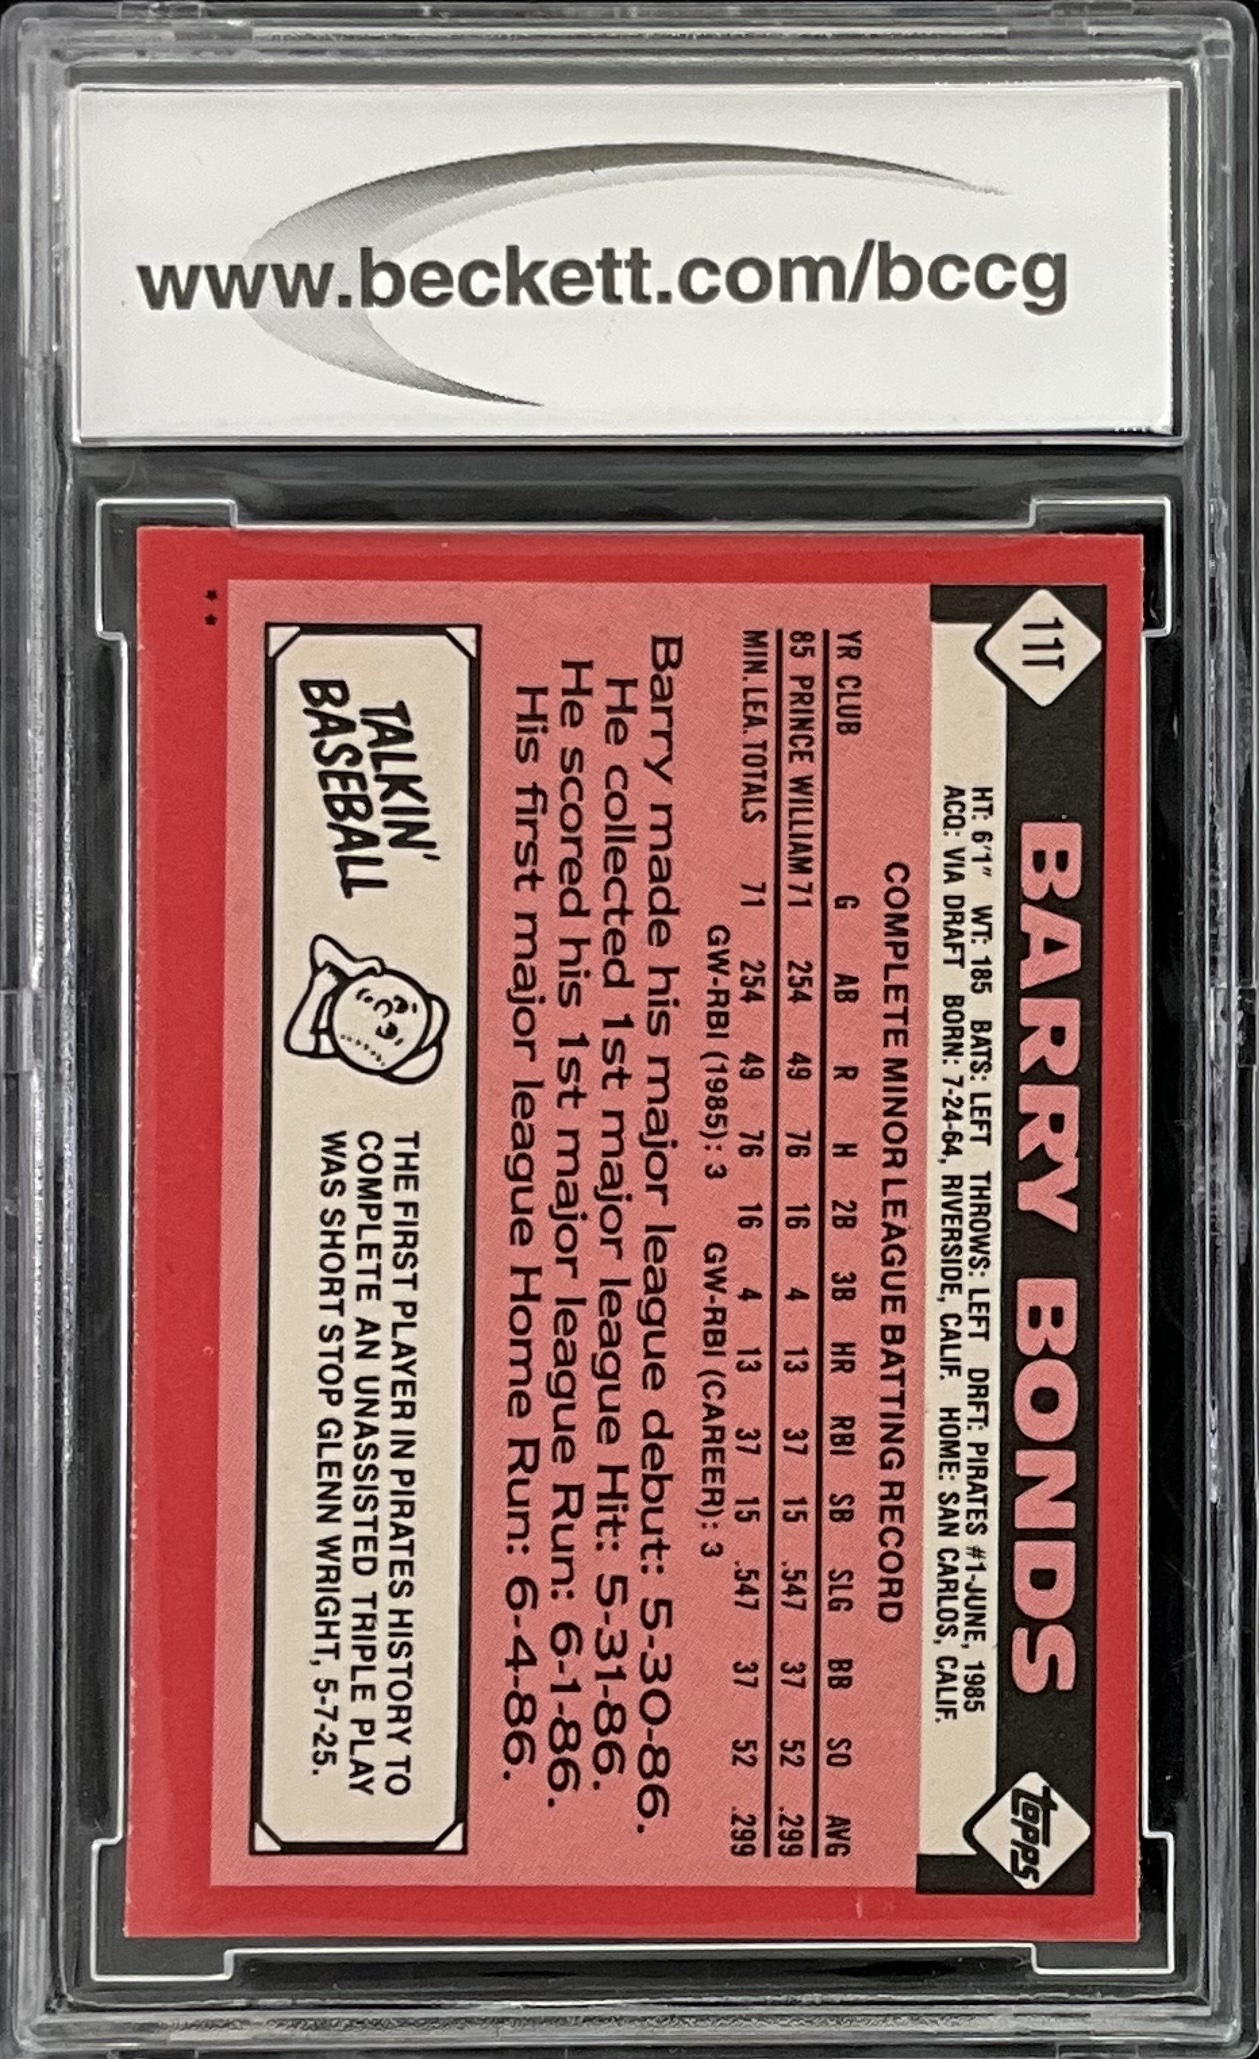 www.beckett.com/bccg
11T
BARRY BONDS
topps
HT: 6'1" WT: 185 BATS: LEFT THROWS: LEFT DRFT: PIRATES #1-JUNE, 1985
ACQ: VIA DRAFT BORN: 7-24-64, RIVERSIDE, CALIF. HOME: SAN CARLOS, CALIF.
COMPLETE MINOR LEAGUE BATTING RECORD
YR CLUB G AB R H 2B 3B HR RBI SB SLG BB SO AVG
85 PRINCE WILLIAM 71 254 49 76 16 4 13 37 15 .547 37 52 .299
MIN. LEA. TOTALS 71 254 49 76 16 4 13 37 15 .547 37 52 .299
GW-RBI (1985): 3 GW-RBI (CAREER): 3
Barry made his major league debut: 5-30-86.
He collected 1st major league Hit: 5-31-86.
He scored his 1st major league Run: 6-1-86.
His first major league Home Run: 6-4-86.
TALKIN'
BASEBALL
THE FIRST PLAYER IN PIRATES HISTORY TO
COMPLETE AN UNASSISTED TRIPLE PLAY
WAS SHORT STOP GLENN WRIGHT, 5-7-25.
**